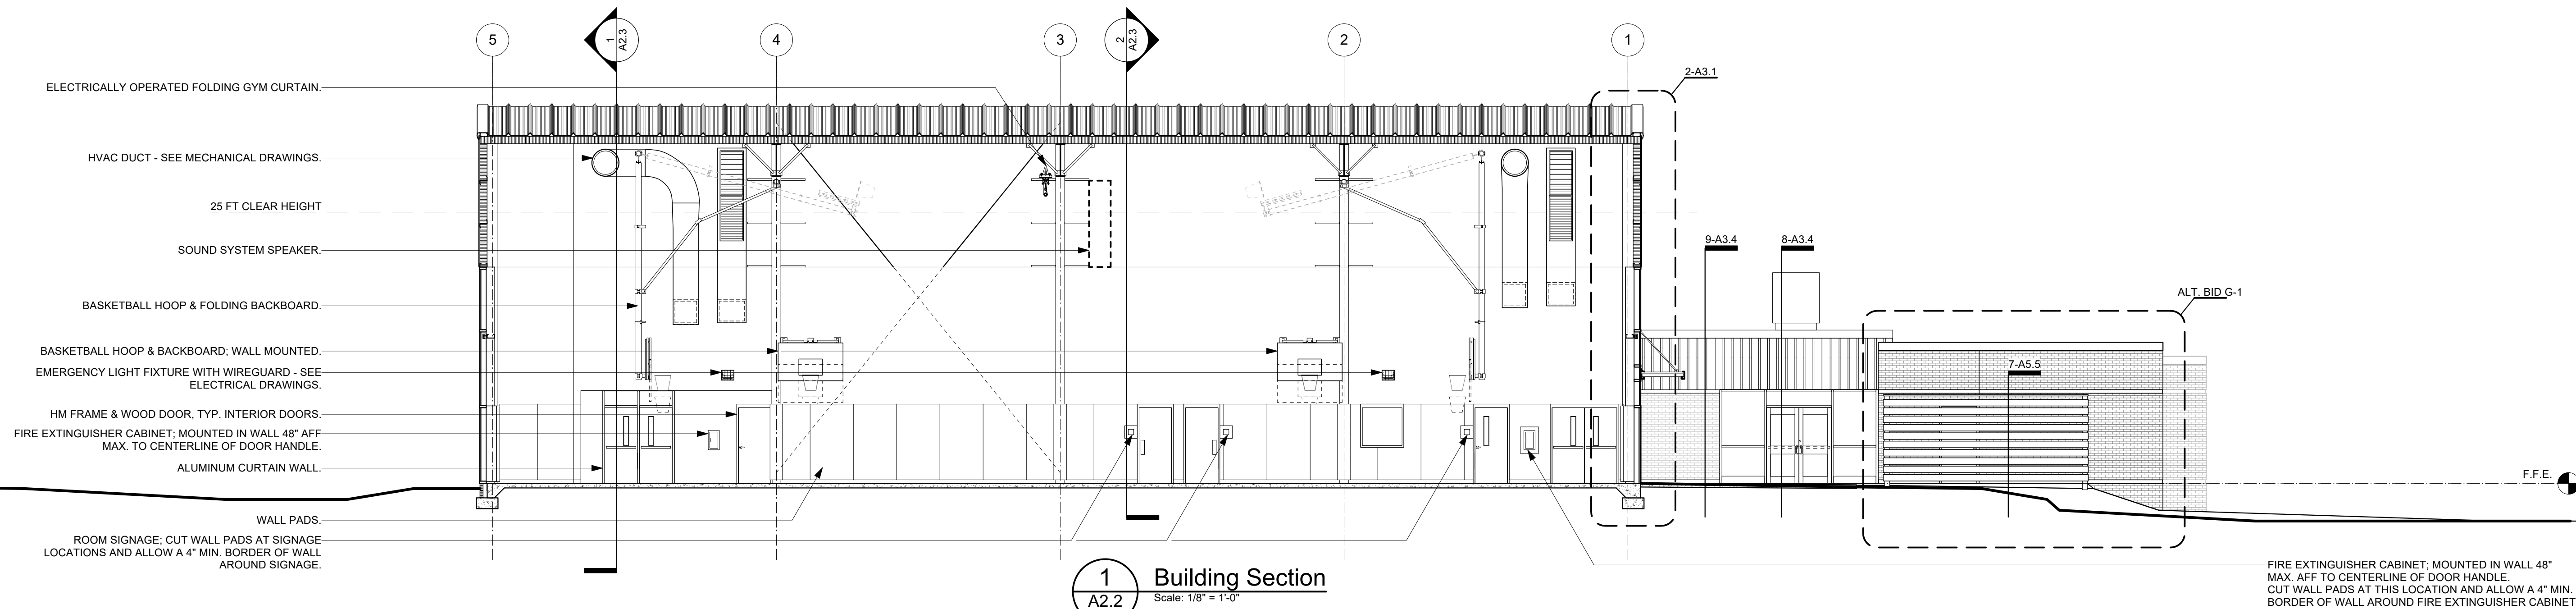 5
1
A2.3
4
3
2
A2.3
2
1
2-A3.1
ELECTRICALLY OPERATED FOLDING GYM CURTAIN.
HVAC DUCT - SEE MECHANICAL DRAWINGS.
25 FT CLEAR HEIGHT
SOUND SYSTEM SPEAKER.
BASKETBALL HOOP & FOLDING BACKBOARD.
BASKETBALL HOOP & BACKBOARD; WALL MOUNTED.
EMERGENCY LIGHT FIXTURE WITH WIREGUARD - SEE
ELECTRICAL DRAWINGS.
HM FRAME & WOOD DOOR, TYP. INTERIOR DOORS.
FIRE EXTINGUISHER CABINET; MOUNTED IN WALL 48" AFF
MAX. TO CENTERLINE OF DOOR HANDLE.
ALUMINUM CURTAIN WALL.
WALL PADS.
ROOM SIGNAGE; CUT WALL PADS AT SIGNAGE
LOCATIONS AND ALLOW A 4" MIN. BORDER OF WALL
AROUND SIGNAGE.
9-A3.4
8-A3.4
ALT. BID G-1
7-A5.5
F.F.E.
1
A2.2
Building Section
Scale: 1/8" = 1'-0"
FIRE EXTINGUISHER CABINET; MOUNTED IN WALL 48"
MAX. AFF TO CENTERLINE OF DOOR HANDLE.
CUT WALL PADS AT THIS LOCATION AND ALLOW A 4" MIN.
BORDER OF WALL AROUND FIRE EXTINGUISHER CABINET